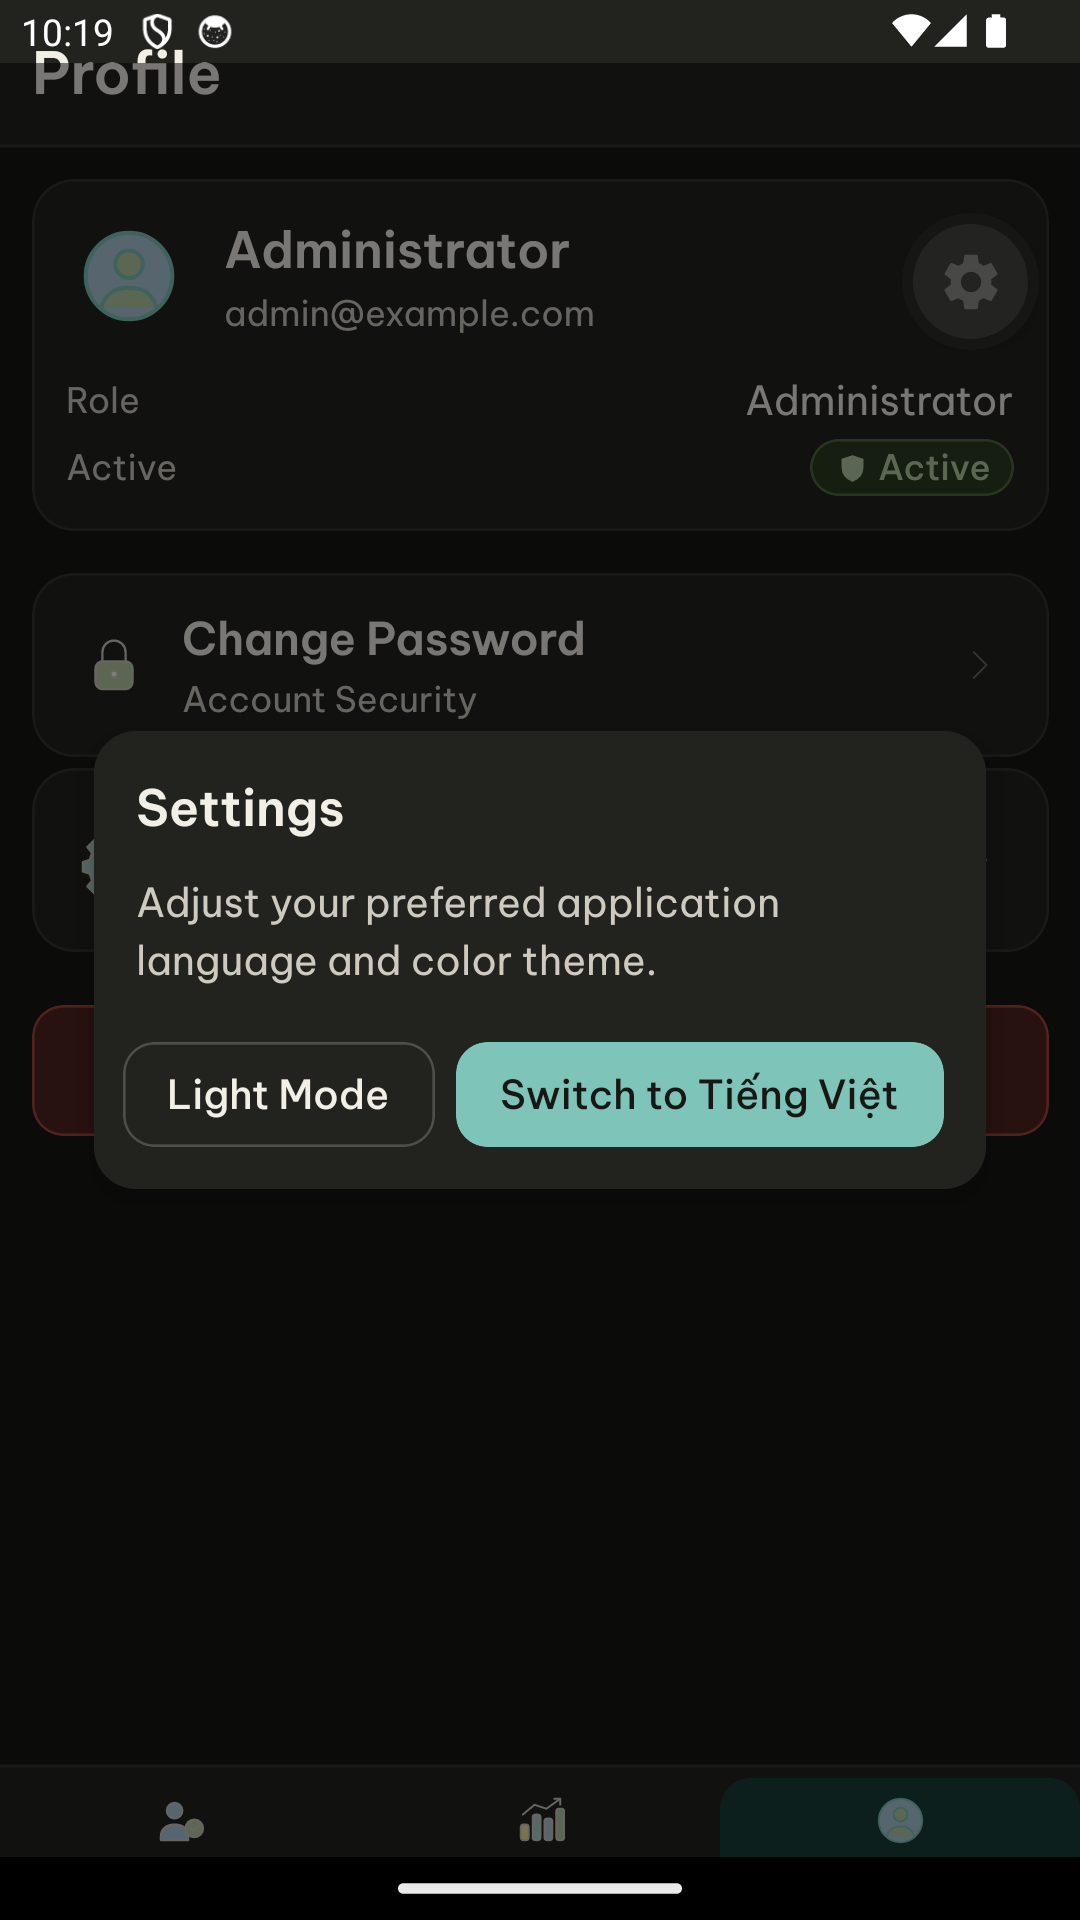 10:19
Profile
Administrator
admin@example.com
Role
Administrator
Active
Active
Change Password
Account Security
Settings
Adjust your preferred application
language and color theme.
Light Mode
Switch to Tiếng Việt